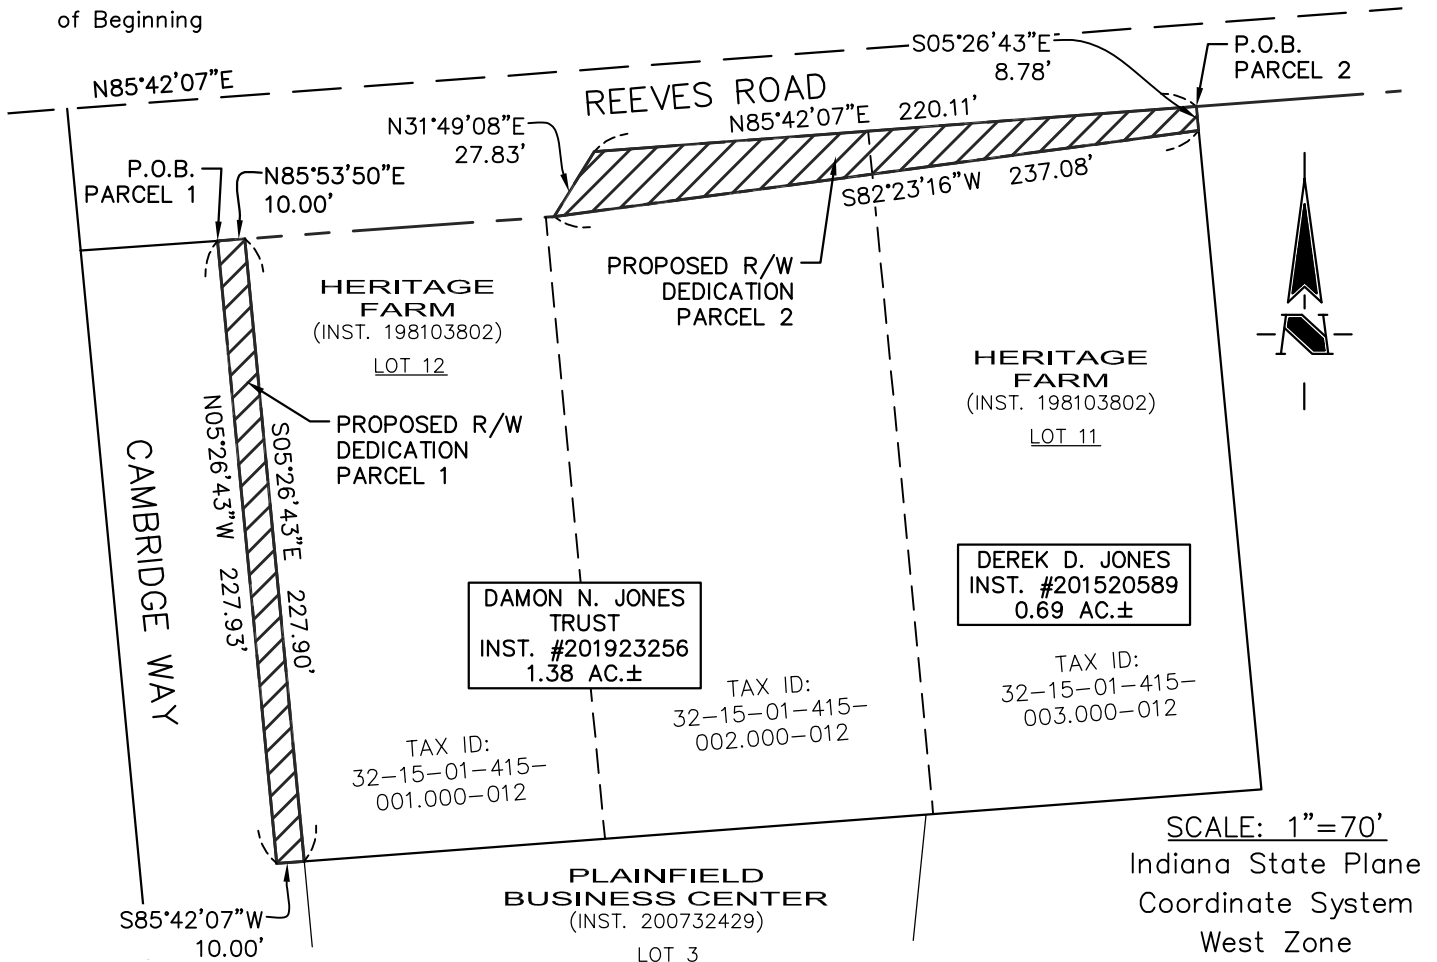 of Beginning
N85°42'07"E
REEVES ROAD
S05°26'43"E
8.78'
P.O.B.
PARCEL 2
N31°49'08"E
27.83'
N85°42'07"E 220.11'
S82°23'16"W 237.08'
P.O.B.
PARCEL 1
N85°53'50"E
10.00'
PROPOSED R/W
DEDICATION
PARCEL 2
HERITAGE
FARM
(INST. 198103802)
LOT 12
N
HERITAGE
FARM
(INST. 198103802)
LOT 11
PROPOSED R/W
DEDICATION
PARCEL 1
CAMBRIDGE WAY
N05°26'43"W 227.93'
S05°26'43"E 227.90'
DAMON N. JONES
TRUST
INST. #201923256
1.38 AC.±
DEREK D. JONES
INST. #201520589
0.69 AC.±
TAX ID:
32-15-01-415-
001.000-012
TAX ID:
32-15-01-415-
002.000-012
TAX ID:
32-15-01-415-
003.000-012
S85°42'07"W
10.00'
PLAINFIELD
BUSINESS CENTER
(INST. 200732429)
LOT 3
SCALE: 1"=70'
Indiana State Plane
Coordinate System
West Zone